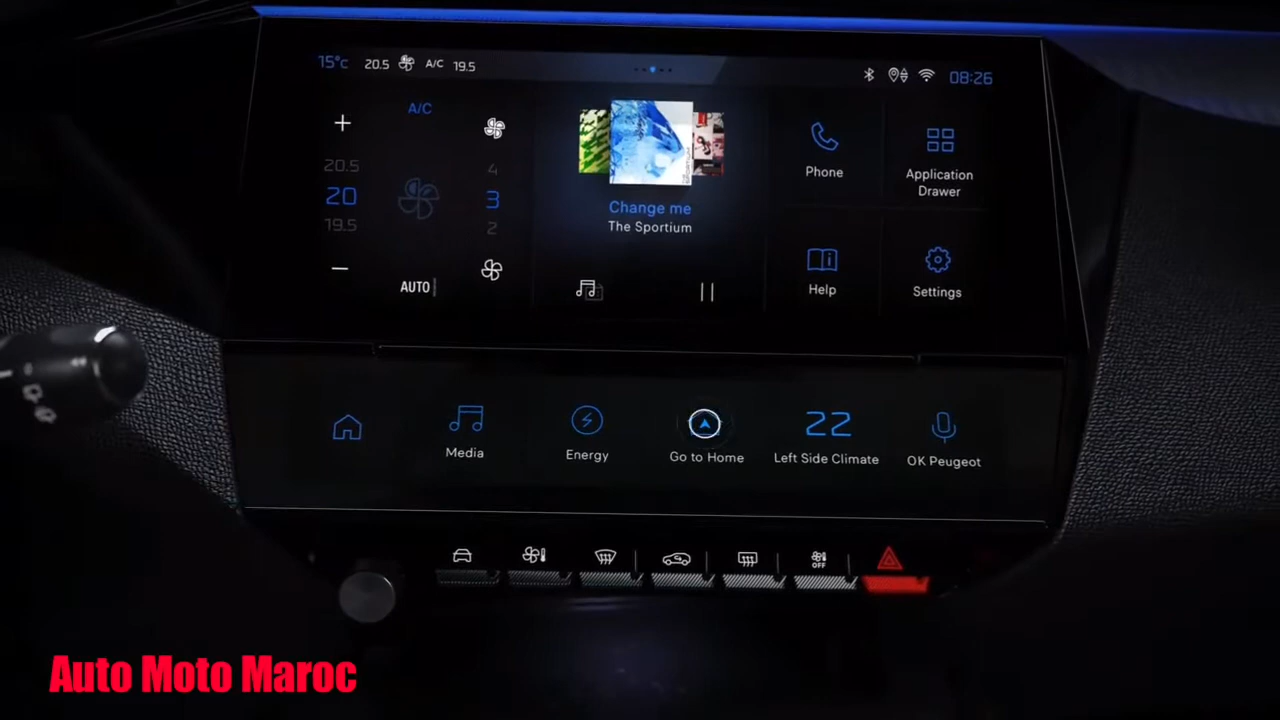 15°C 20.5 A/C 19.5 08:26
A/C
20.5 4
20 3
19.5 2
AUTO
Change me
The Sportium
Phone
Application
Drawer
Help
Settings
Media
Energy
Go to Home
22
Left Side Climate
OK Peugeot
OFF
Auto Moto Maroc